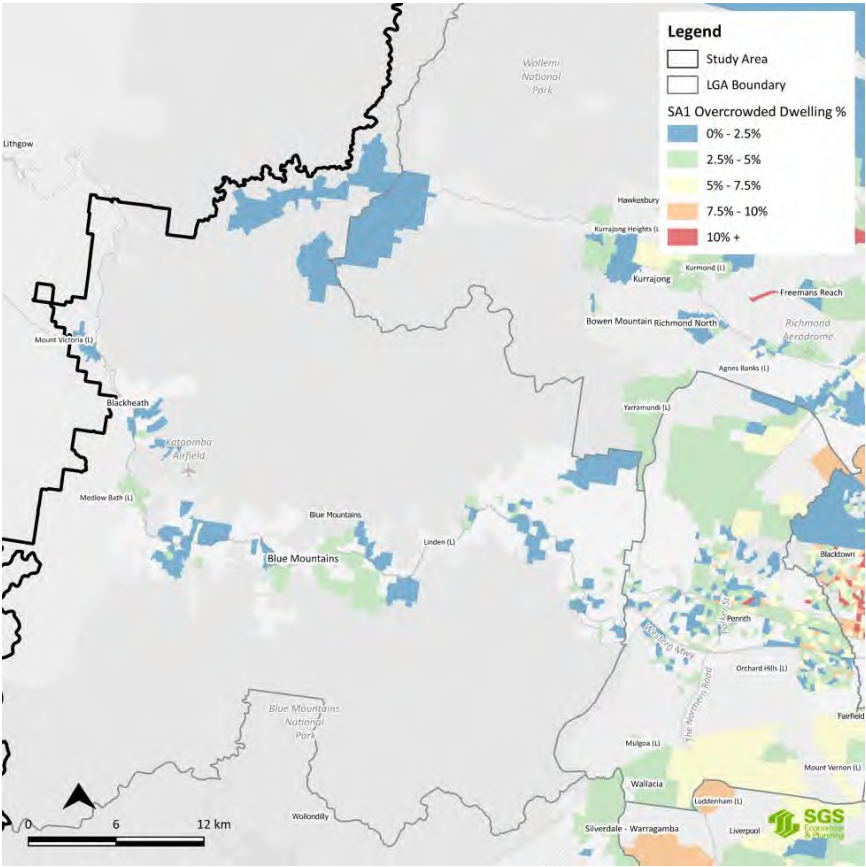 Legend
Study Area
LGA Boundary
SA1 Overcrowded Dwelling %
0% - 2.5%
2.5% - 5%
5% - 7.5%
7.5% - 10%
10% +
Wollemi
National
Park
Lithgow
Hawkesbury
Kurrajong Heights (L
Kurmond (L)
Kurrajong
Freemans Reach
Bowen Mountain
Richmond North
Richmond
Aerodrome
Mount Victoria (L)
Agnes Banks (L)
Blackheath
Yarramundi (L)
Katoomba
Airfield
Medlow Bath (L)
Blue Mountains
Linden (L)
Blue Mountains
Blacktown
Penrith
Western Mwy
Orchard Hills (L)
The Northern Road
Fairfield
Blue Mountains
National
Park
Mulgoa (L)
Mount Vernon (L)
Wallacia
Luddenham (L)
Wollondilly
Silverdale - Warragamba
Liverpool
0 6 12 km
SGS
Economics
& Planning